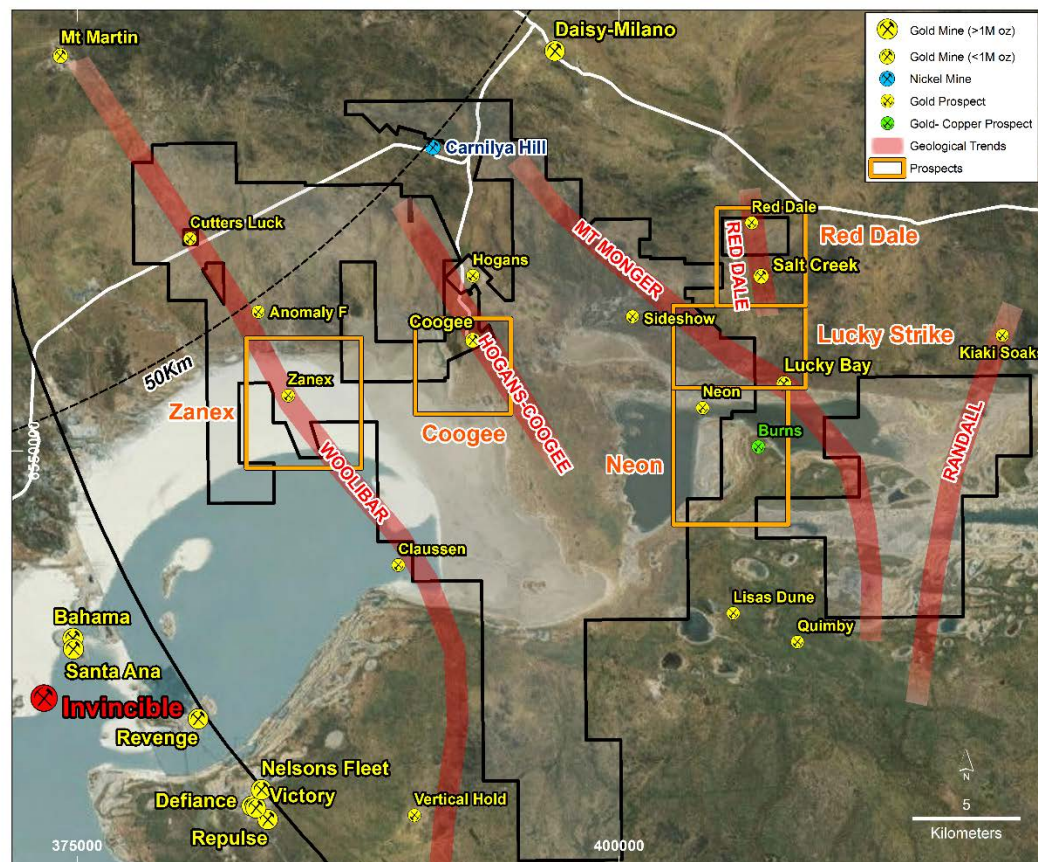 Mt Martin
Daisy-Milano
Gold Mine (>1M oz)
Gold Mine (<1M oz)
Nickel Mine
Gold Prospect
Gold- Copper Prospect
Geological Trends
Prospects
Carnilya Hill
Cutters Luck
Red Dale
Red Dale
RED DALE
MT MONGER
Hogans
Salt Creek
Anomaly F
Coogee
Sideshow
Lucky Strike
Kiaki Soaks
50Km
HOGANS-COOGEE
Zanex
Zanex
Lucky Bay
Neon
Coogee
Burns
Neon
6550000
WOOLIBAR
RANDALL
Claussen
Lisas Dune
Quimby
Bahama
Santa Ana
Invincible
Revenge
Nelsons Fleet
Defiance
Victory
Repulse
Vertical Hold
N
5
Kilometers
375000
400000